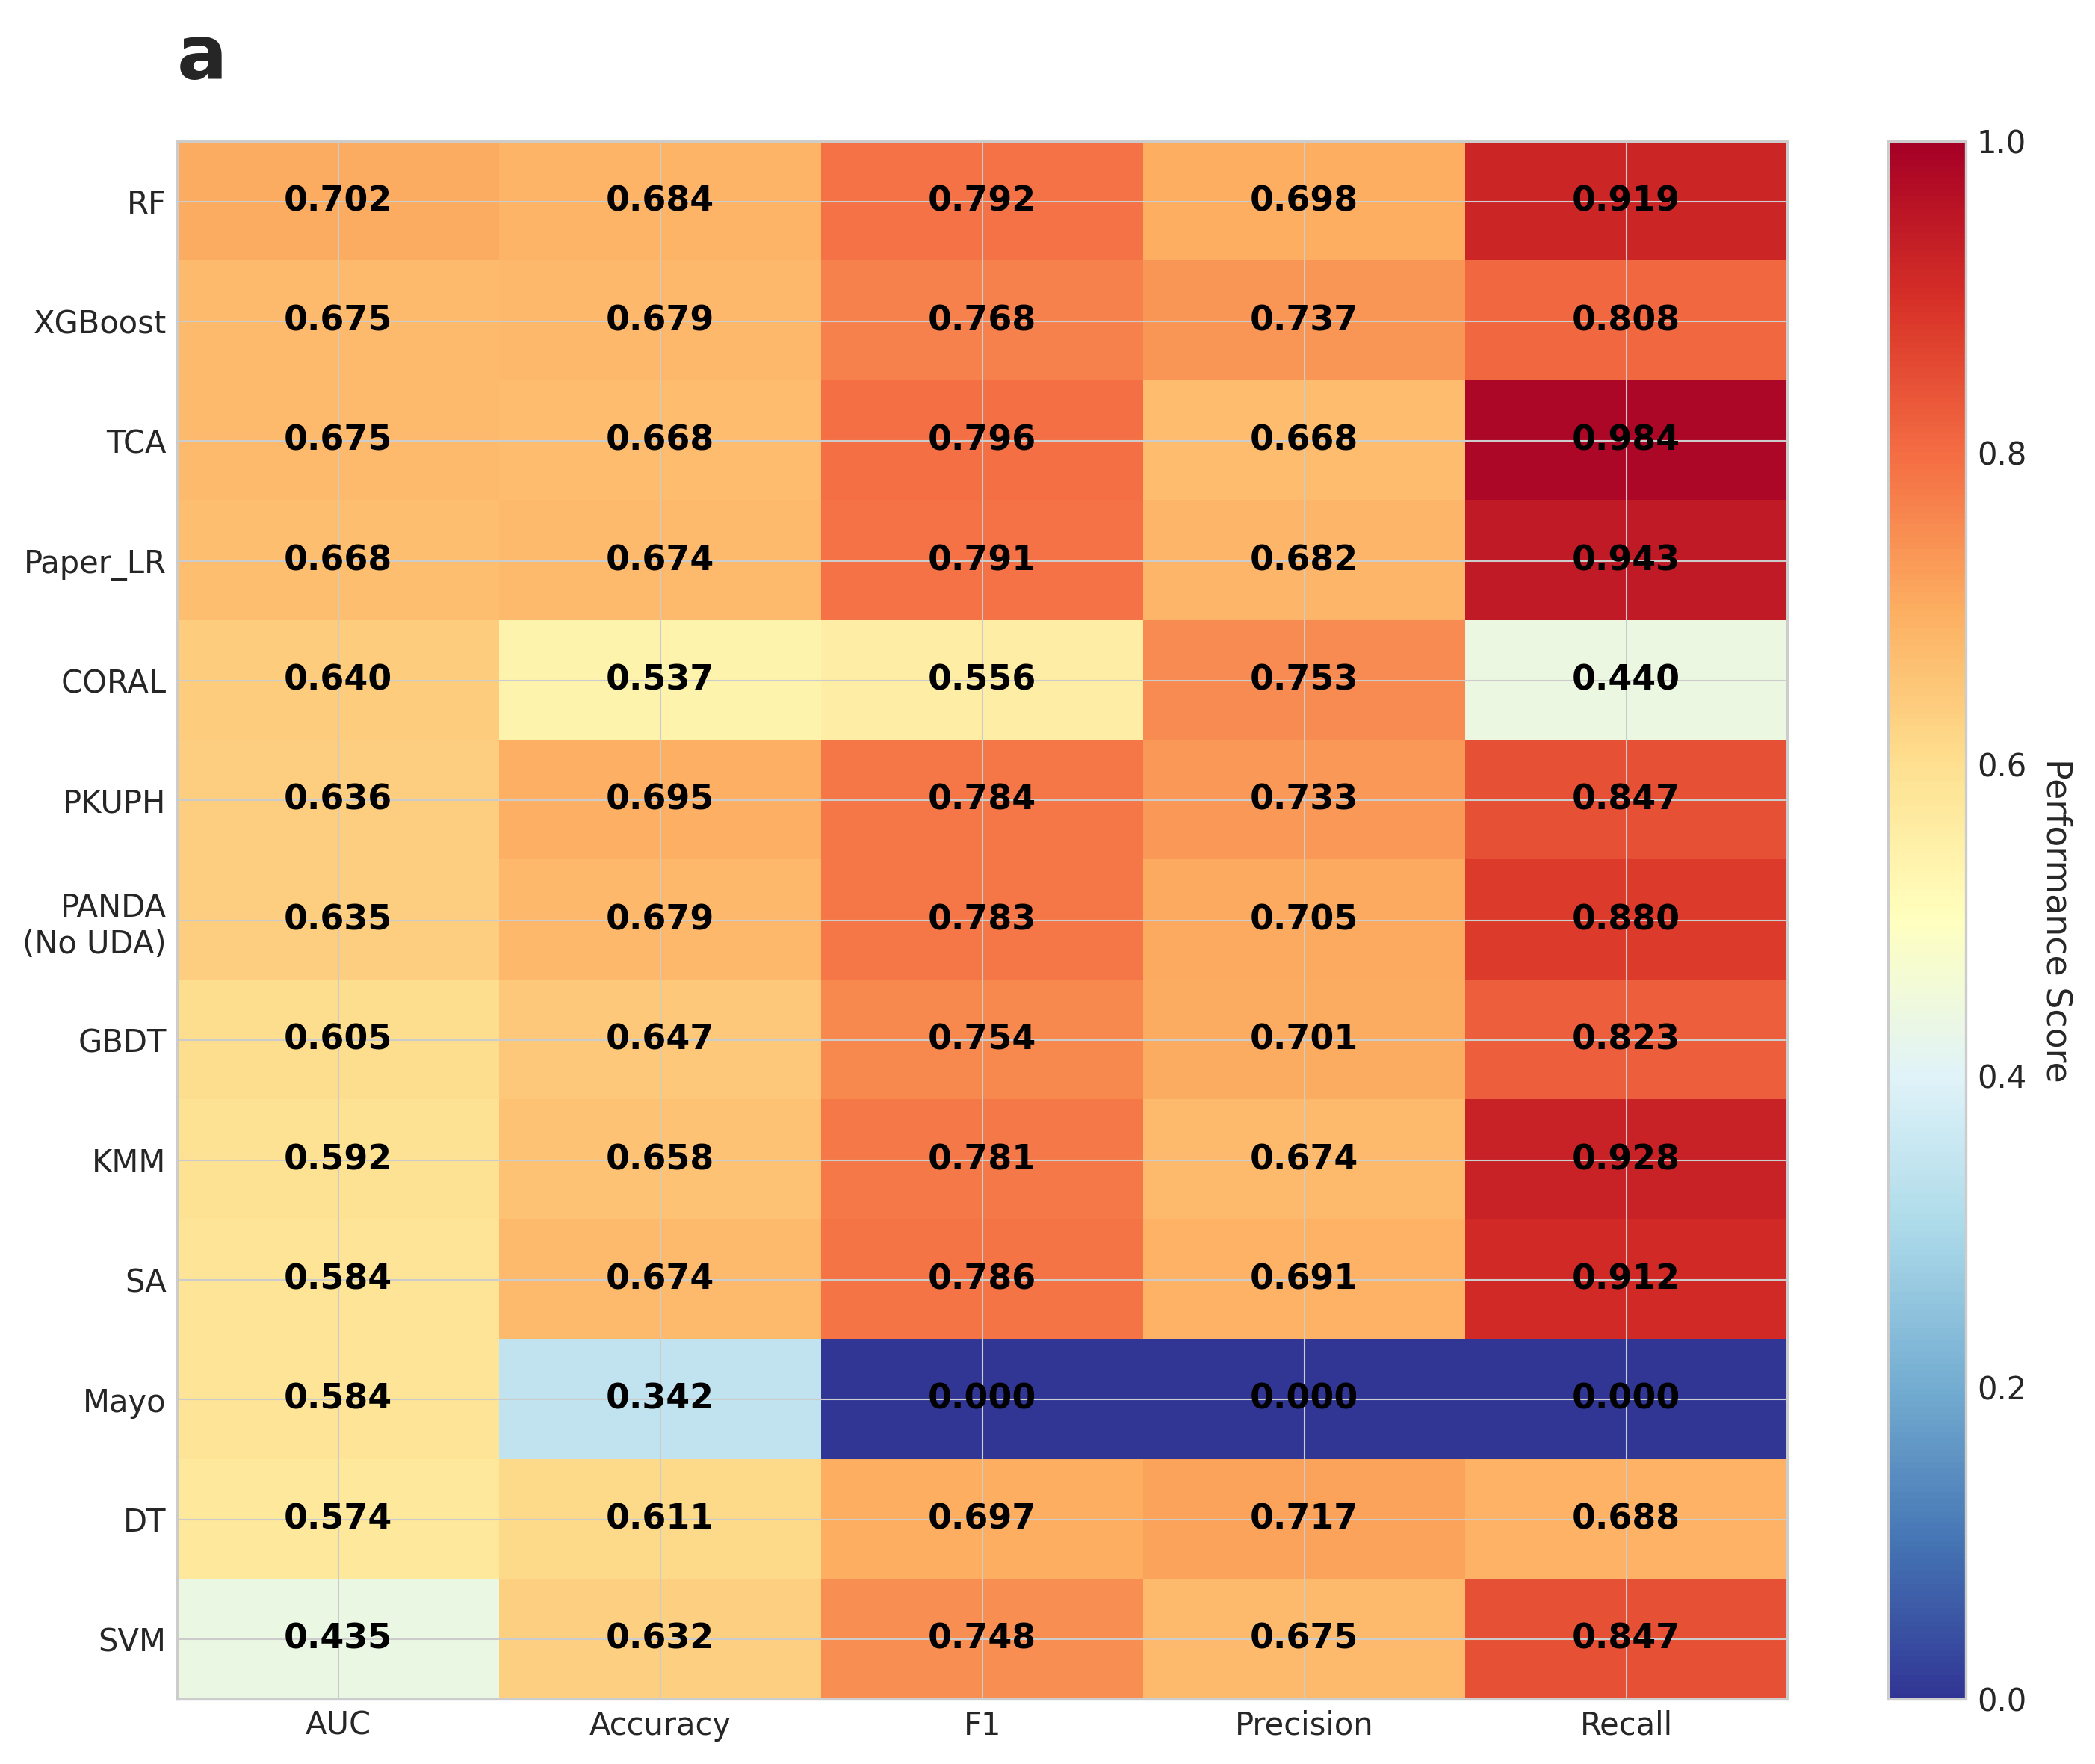 a
RF 0.702 0.684 0.792 0.698 0.919
XGBoost 0.675 0.679 0.768 0.737 0.808
TCA 0.675 0.668 0.796 0.668 0.984
Paper_LR 0.668 0.674 0.791 0.682 0.943
CORAL 0.640 0.537 0.556 0.753 0.440
PKUPH 0.636 0.695 0.784 0.733 0.847
PANDA
(No UDA) 0.635 0.679 0.783 0.705 0.880
GBDT 0.605 0.647 0.754 0.701 0.823
KMM 0.592 0.658 0.781 0.674 0.928
SA 0.584 0.674 0.786 0.691 0.912
Mayo 0.584 0.342 0.000 0.000 0.000
DT 0.574 0.611 0.697 0.717 0.688
SVM 0.435 0.632 0.748 0.675 0.847
AUC Accuracy F1 Precision Recall
1.0
0.8
0.6
0.4
0.2
0.0
Performance Score